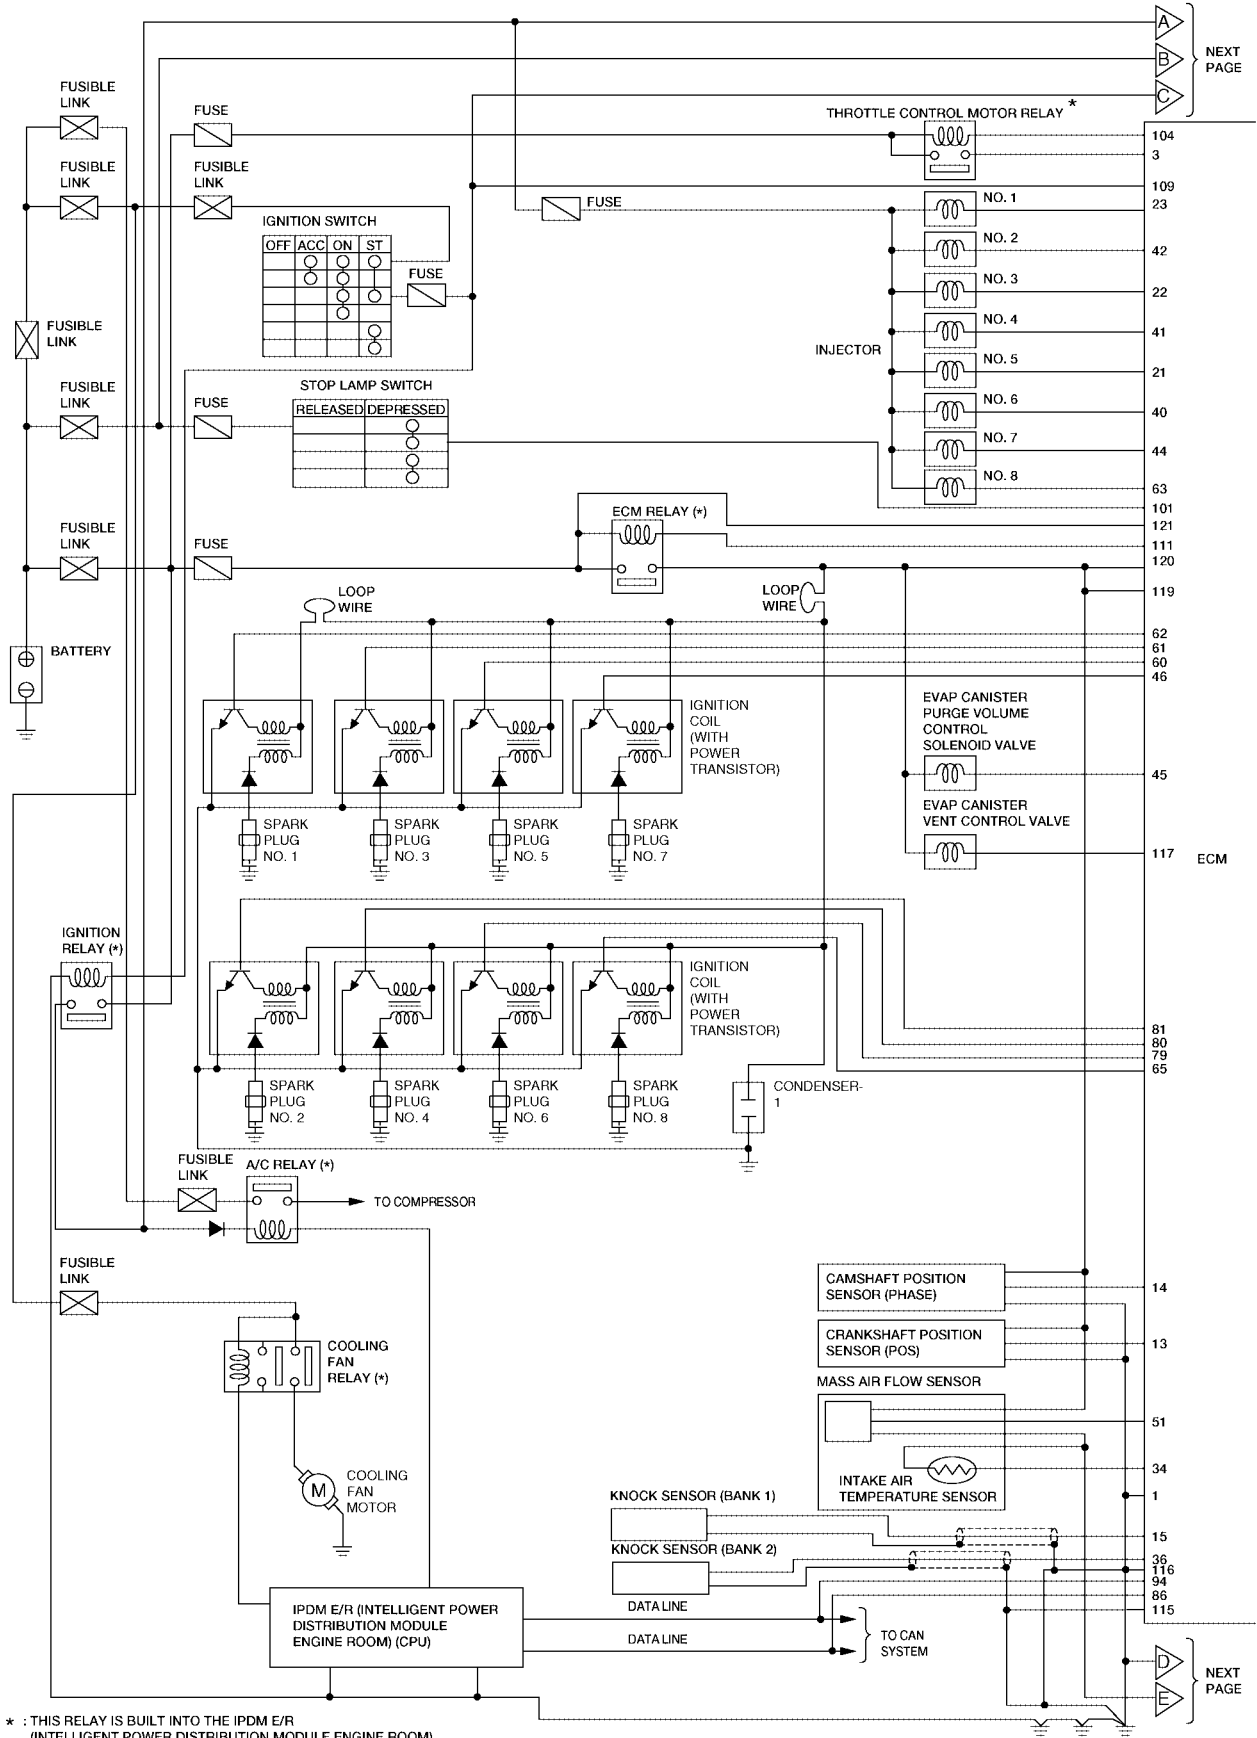 A
B
C
NEXT
PAGE
FUSIBLE
LINK
FUSE
THROTTLE CONTROL MOTOR RELAY *
104
3
FUSIBLE
LINK
FUSIBLE
LINK
109
FUSE
NO. 1
23
IGNITION SWITCH
OFF ACC ON ST
NO. 2
42
FUSE
NO. 3
22
FUSIBLE
LINK
NO. 4
41
INJECTOR
NO. 5
21
STOP LAMP SWITCH
FUSIBLE
LINK
FUSE
RELEASED DEPRESSED
NO. 6
40
NO. 7
44
NO. 8
63
101
ECM RELAY (*)
121
FUSIBLE
LINK
FUSE
111
120
LOOP
WIRE
LOOP
WIRE
119
62
61
60
46
BATTERY
⊕
⊖
IGNITION
COIL
(WITH
POWER
TRANSISTOR)
EVAP CANISTER
PURGE VOLUME
CONTROL
SOLENOID VALVE
45
EVAP CANISTER
VENT CONTROL VALVE
117
ECM
SPARK
PLUG
NO. 1
SPARK
PLUG
NO. 3
SPARK
PLUG
NO. 5
SPARK
PLUG
NO. 7
IGNITION
RELAY (*)
IGNITION
COIL
(WITH
POWER
TRANSISTOR)
81
80
79
65
SPARK
PLUG
NO. 2
SPARK
PLUG
NO. 4
SPARK
PLUG
NO. 6
SPARK
PLUG
NO. 8
CONDENSER-
1
FUSIBLE
LINK
A/C RELAY (*)
TO COMPRESSOR
FUSIBLE
LINK
CAMSHAFT POSITION
SENSOR (PHASE)
14
COOLING
FAN
RELAY (*)
CRANKSHAFT POSITION
SENSOR (POS)
13
MASS AIR FLOW SENSOR
51
34
INTAKE AIR
TEMPERATURE SENSOR
M
COOLING
FAN
MOTOR
KNOCK SENSOR (BANK 1)
1
15
KNOCK SENSOR (BANK 2)
36
116
94
86
115
IPDM E/R (INTELLIGENT POWER
DISTRIBUTION MODULE
ENGINE ROOM) (CPU)
DATA LINE
DATA LINE
TO CAN
SYSTEM
D
E
NEXT
PAGE
* : THIS RELAY IS BUILT INTO THE IPDM E/R
(INTELLIGENT POWER DISTRIBUTION MODULE ENGINE ROOM)